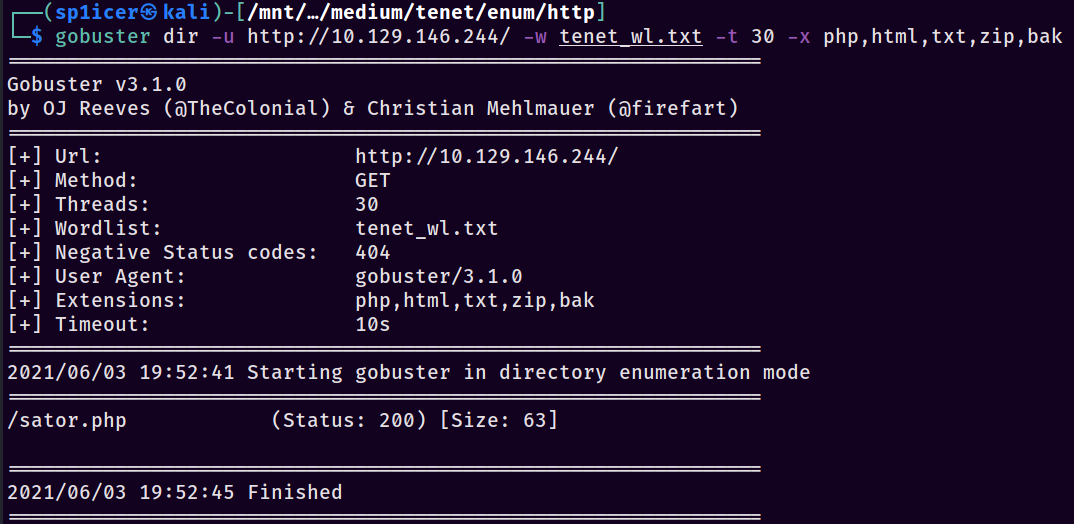 ┌──(sp1icer㉿kali)-[/mnt/…/medium/tenet/enum/http]
└─$ gobuster dir -u http://10.129.146.244/ -w tenet_wl.txt -t 30 -x php,html,txt,zip,bak
===============================================================
Gobuster v3.1.0
by OJ Reeves (@TheColonial) & Christian Mehlmauer (@firefart)
===============================================================
[+] Url:                     http://10.129.146.244/
[+] Method:                  GET
[+] Threads:                 30
[+] Wordlist:                tenet_wl.txt
[+] Negative Status codes:   404
[+] User Agent:              gobuster/3.1.0
[+] Extensions:              php,html,txt,zip,bak
[+] Timeout:                 10s
===============================================================
2021/06/03 19:52:41 Starting gobuster in directory enumeration mode
===============================================================
/sator.php            (Status: 200) [Size: 63]

===============================================================
2021/06/03 19:52:45 Finished
===============================================================